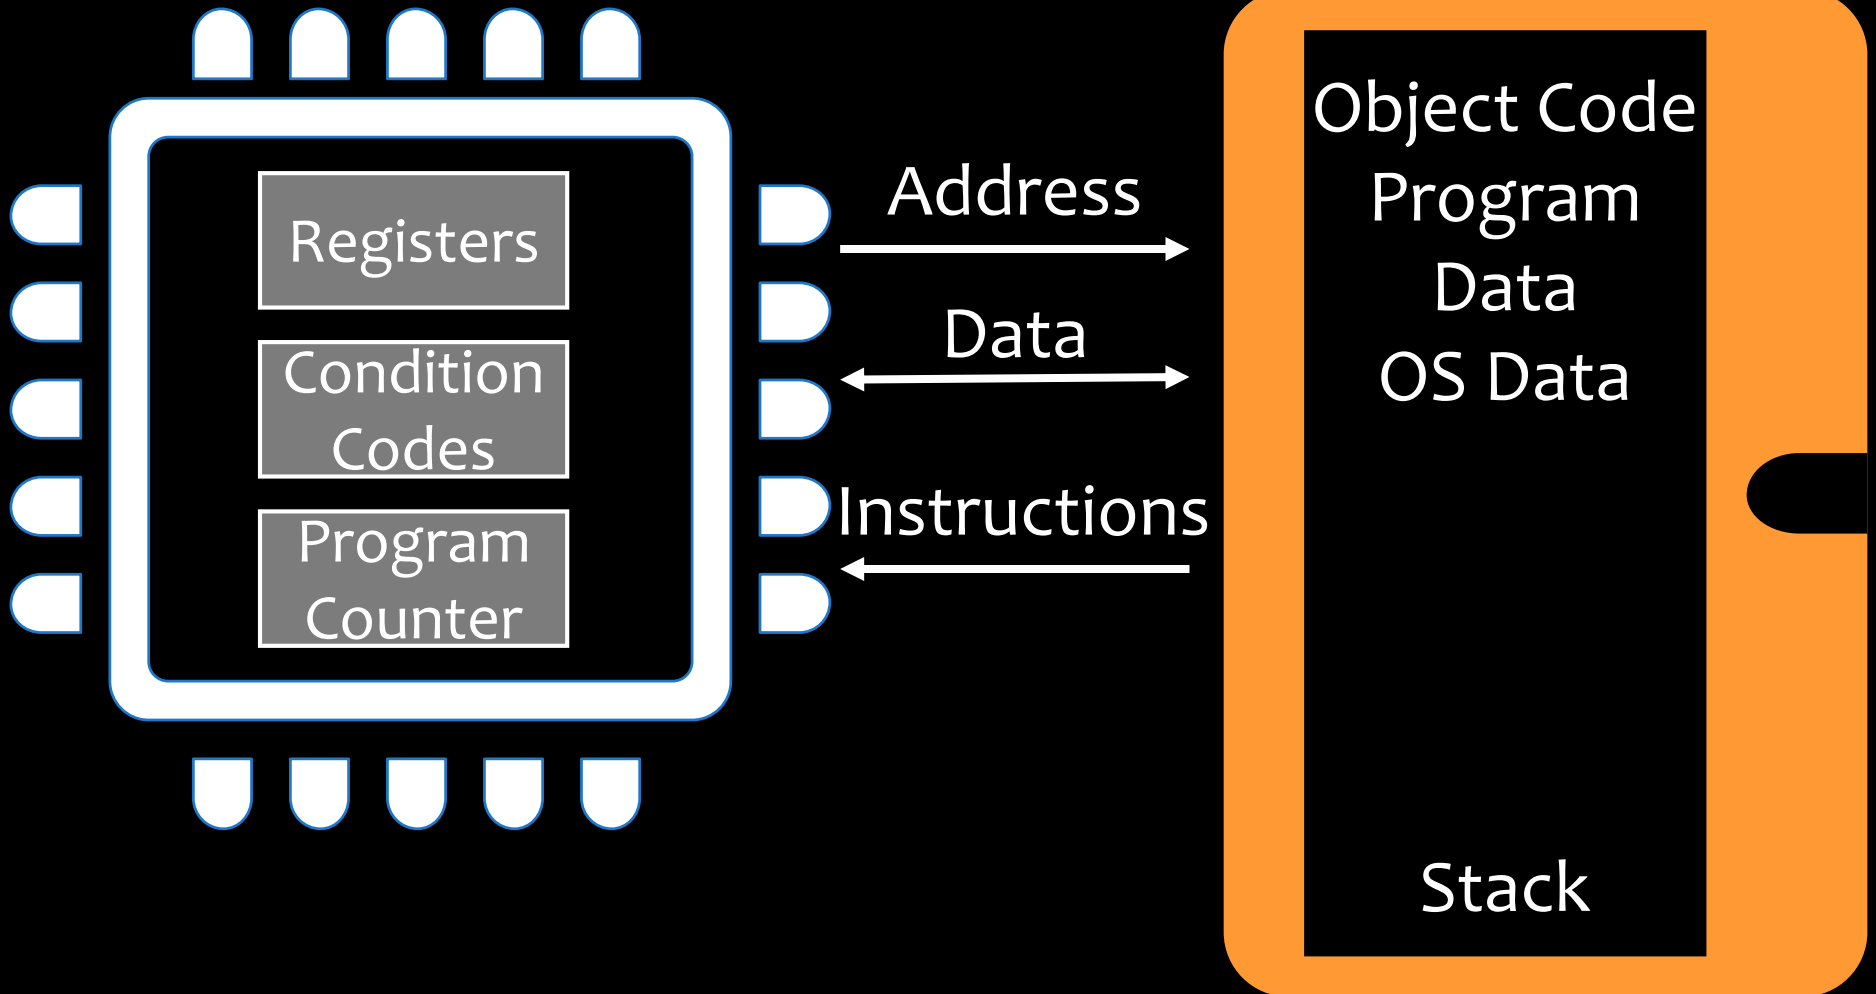 Registers
Condition
Codes
Program
Counter
Address
Data
Instructions
Object Code
Program
Data
OS Data
Stack